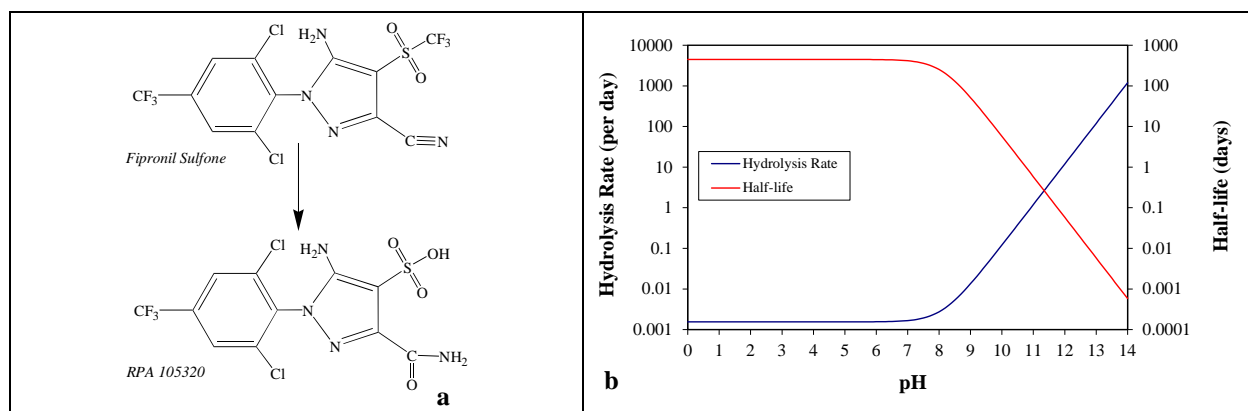 Cl
H₂N
O
CF₃
S
O
CF₃
N
N
C≡N
Fipronil Sulfone
Cl
Cl
H₂N
O
OH
S
O
CF₃
N
N
C
NH₂
O
RPA 105320
Cl
a
Hydrolysis Rate (per day)
10000
1000
100
10
1
0.1
0.01
0.001
Hydrolysis Rate
Half-life
1000
100
10
1
0.1
0.01
0.001
0.0001
Half-life (days)
0 1 2 3 4 5 6 7 8 9 10 11 12 13 14
b
pH